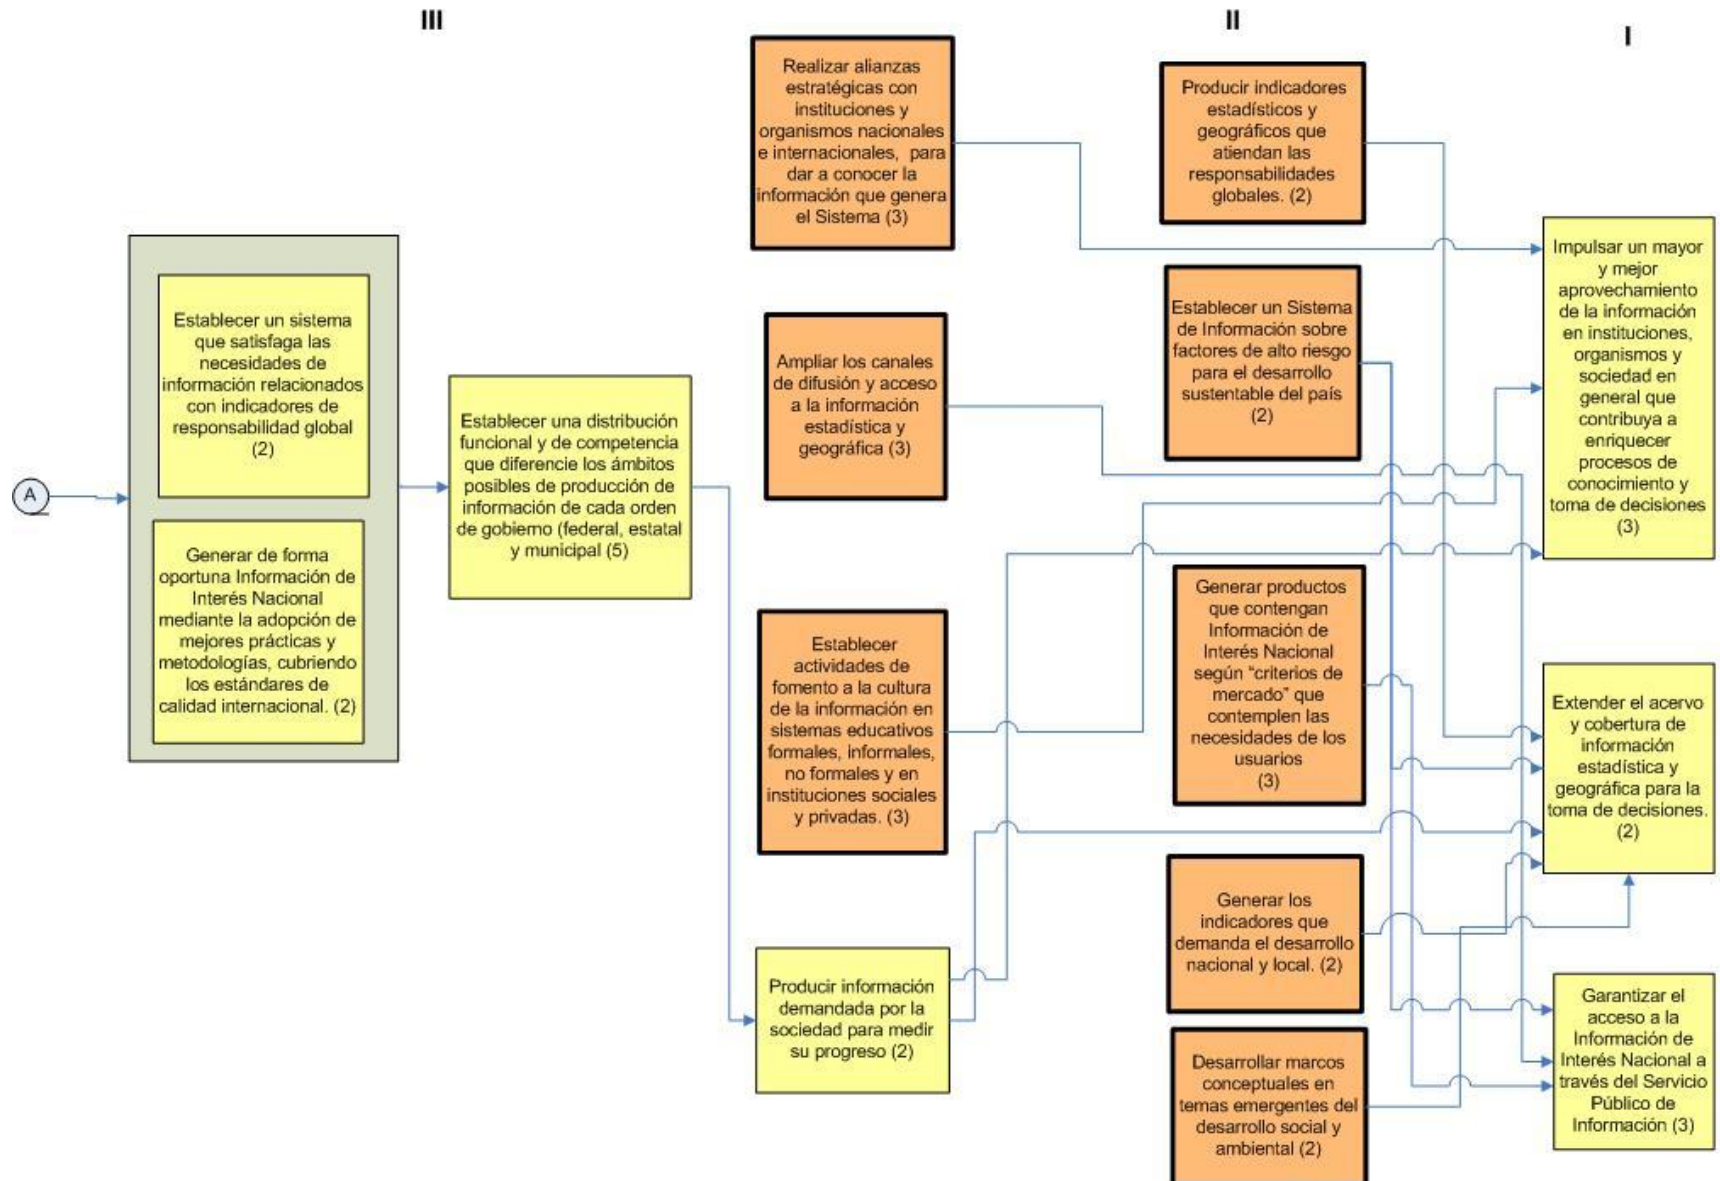 III
II
I
A
Establecer un sistema
que satisfaga las
necesidades de
información relacionados
con indicadores de
responsabilidad global
(2)
Generar de forma
oportuna Información de
Interés Nacional
mediante la adopción de
mejores prácticas y
metodologías, cubriendo
los estándares de
calidad internacional. (2)
Establecer una distribución
funcional y de competencia
que diferencie los ámbitos
posibles de producción de
información de cada orden
de gobierno (federal, estatal
y municipal (5)
Realizar alianzas
estratégicas con
instituciones y
organismos nacionales
e internacionales, para
dar a conocer la
información que genera
el Sistema (3)
Ampliar los canales
de difusión y acceso
a la información
estadística y
geográfica (3)
Establecer
actividades de
fomento a la cultura
de la información en
sistemas educativos
formales, informales,
no formales y en
instituciones sociales
y privadas. (3)
Producir información
demandada por la
sociedad para medir
su progreso (2)
Producir indicadores
estadísticos y
geográficos que
atiendan las
responsabilidades
globales. (2)
Establecer un Sistema
de Información sobre
factores de alto riesgo
para el desarrollo
sustentable del país
(2)
Generar productos
que contengan
Información de
Interés Nacional
según “criterios de
mercado” que
contemplen las
necesidades de los
usuarios
(3)
Generar los
indicadores que
demanda el desarrollo
nacional y local. (2)
Desarrollar marcos
conceptuales en
temas emergentes del
desarrollo social y
ambiental (2)
Impulsar un mayor
y mejor
aprovechamiento
de la información
en instituciones,
organismos y
sociedad en
general que
contribuya a
enriquecer
procesos de
conocimiento y
toma de decisiones
(3)
Extender el acervo
y cobertura de
información
estadística y
geográfica para la
toma de decisiones.
(2)
Garantizar el
acceso a la
Información de
Interés Nacional a
través del Servicio
Público de
Información (3)